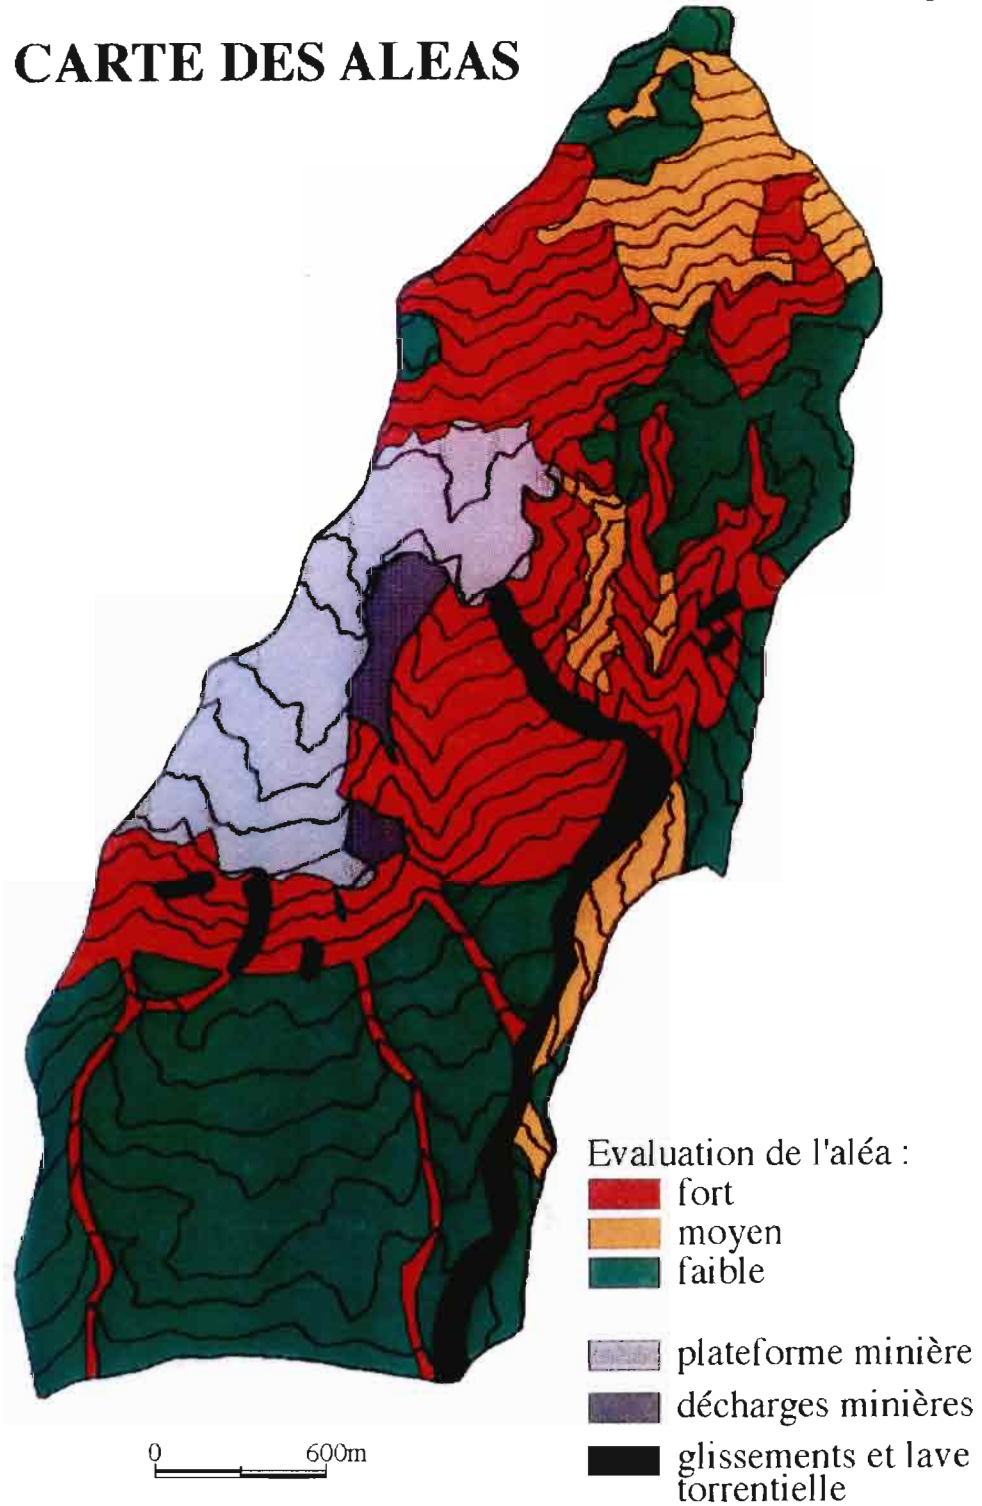 CARTE DES ALEAS
Evaluation de l'aléa :
fort
moyen
faible
plateforme minière
décharges minières
glissements et lave
torrentielle
0 600m